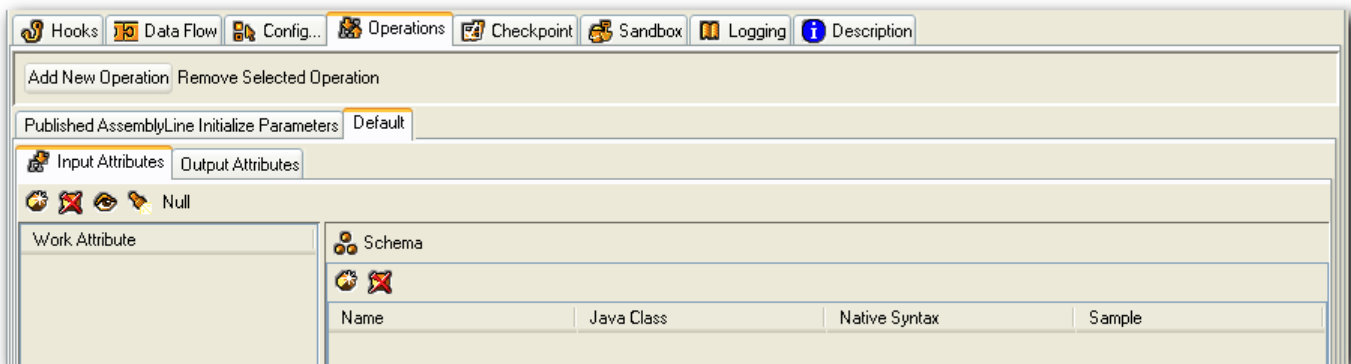 Hooks Data Flow Config... Operations Checkpoint Sandbox Logging Description
Add New Operation Remove Selected Operation
Published AssemblyLine Initialize Parameters Default
Input Attributes Output Attributes
Null
Work Attribute
Schema
Name Java Class Native Syntax Sample